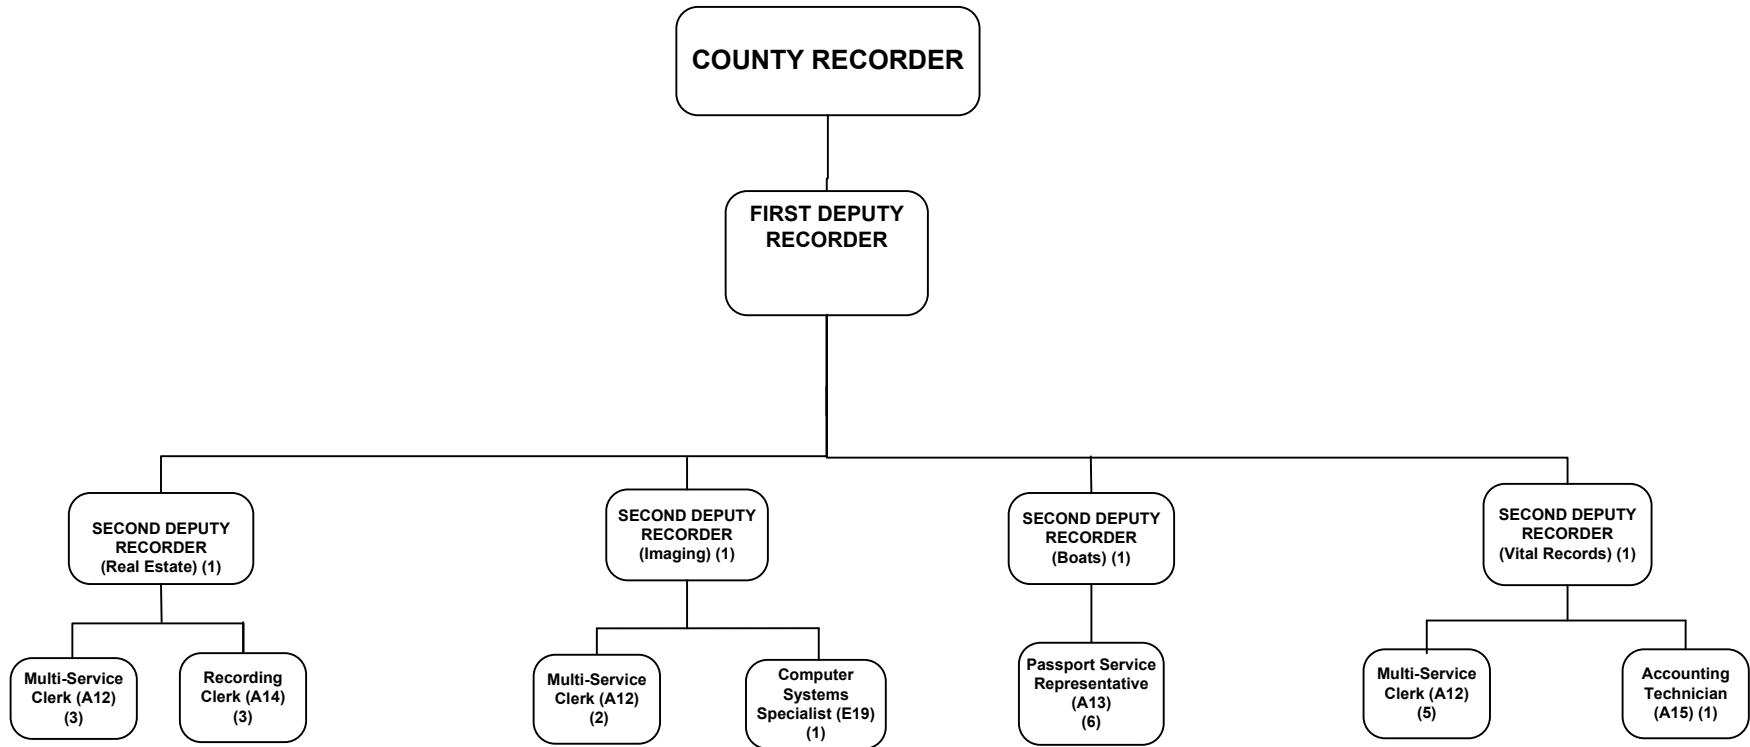 COUNTY RECORDER
FIRST DEPUTY
RECORDER
SECOND DEPUTY
RECORDER
(Real Estate) (1)
SECOND DEPUTY
RECORDER
(Imaging) (1)
SECOND DEPUTY
RECORDER
(Boats) (1)
SECOND DEPUTY
RECORDER
(Vital Records) (1)
Multi-Service
Clerk (A12)
(3)
Recording
Clerk (A14)
(3)
Multi-Service
Clerk (A12)
(2)
Computer
Systems
Specialist (E19)
(1)
Passport Service
Representative
(A13)
(6)
Multi-Service
Clerk (A12)
(5)
Accounting
Technician
(A15) (1)